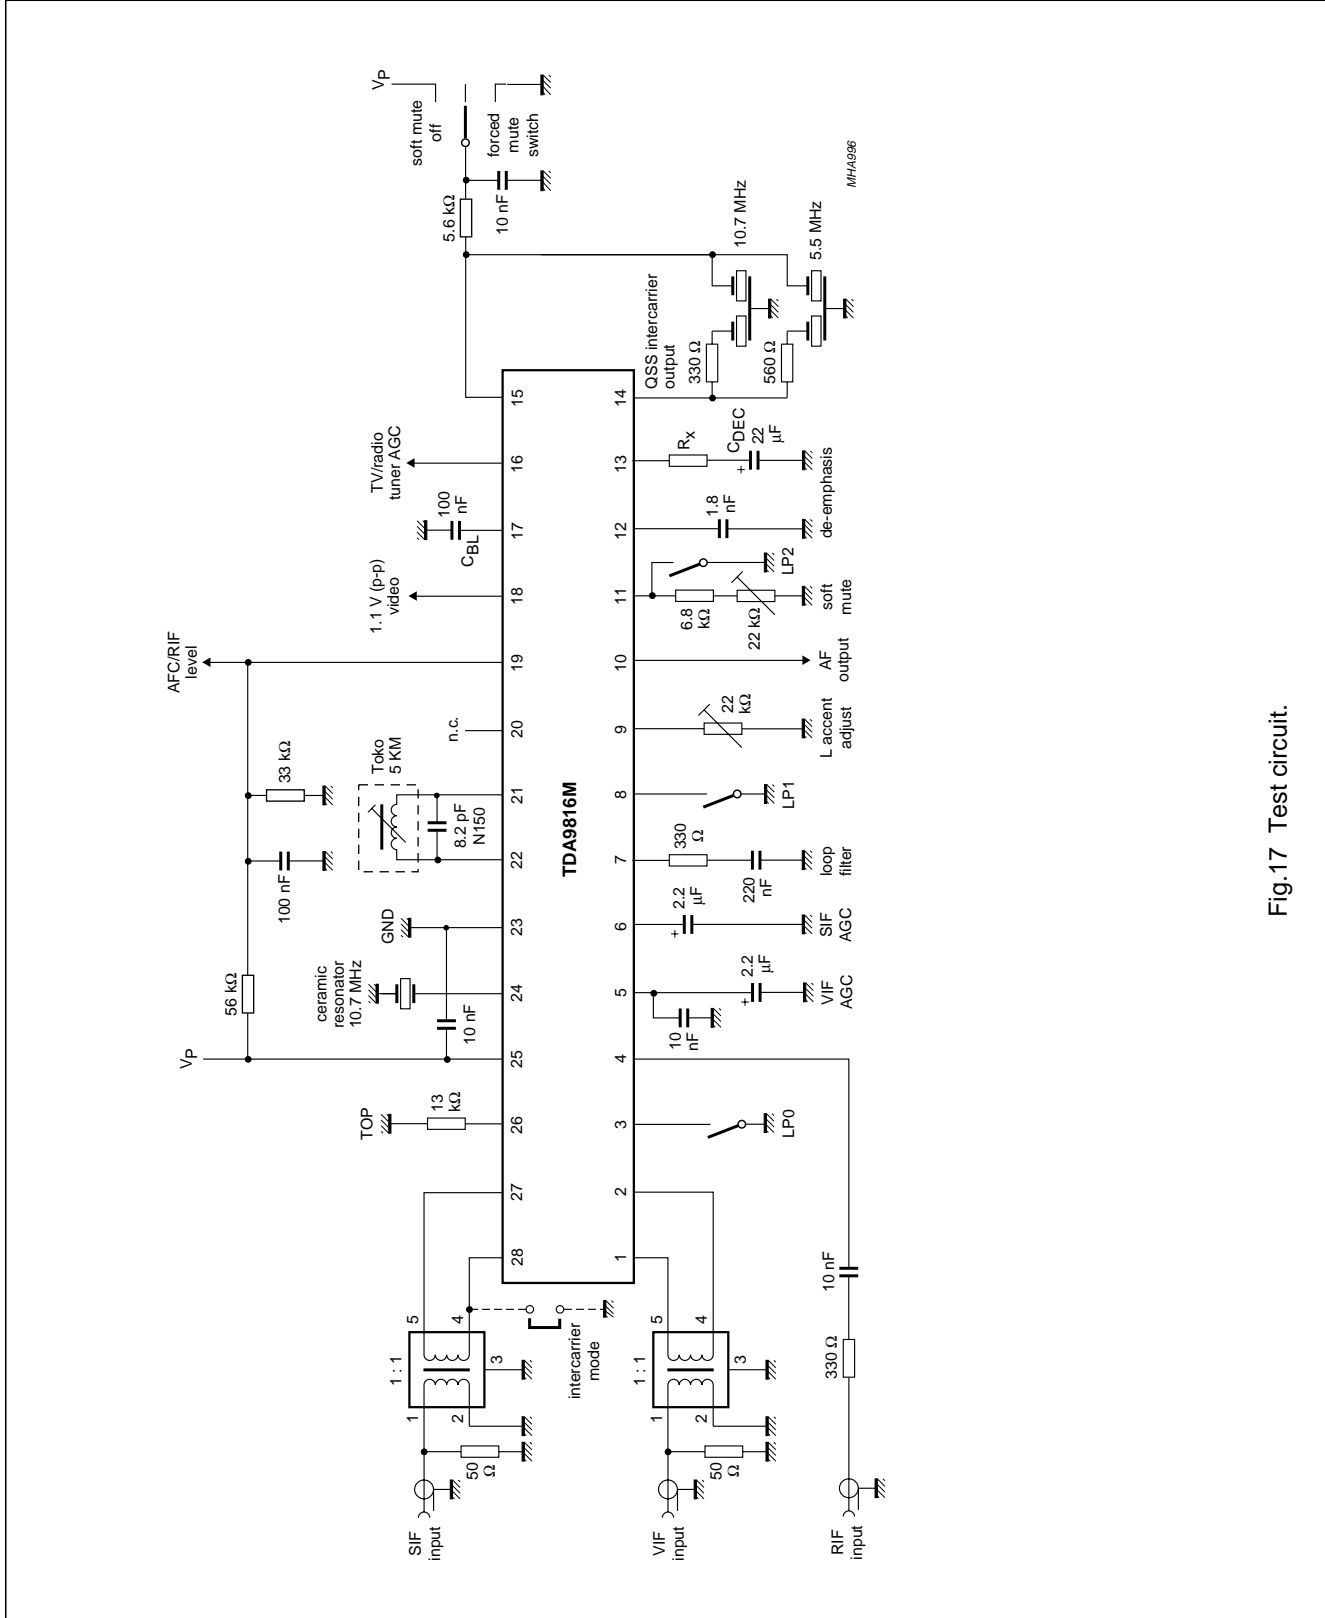 SIF
input
50
Ω
1 : 1
1
2
5
4
3
intercarrier
mode
TOP
13
kΩ
VP
56 kΩ
ceramic
resonator
10.7 MHz
10 nF
GND
100 nF
33 kΩ
Toko
5 KM
8.2 pF
N150
n.c.
AFC/RIF
level
1.1 V (p-p)
video
100
nF
CBL
TV/radio
tuner AGC
VP
soft mute
off
forced
mute
switch
5.6 kΩ
10 nF
28
27
26
25
24
23
22
21
20
19
18
17
16
15
TDA9816M
1
2
3
4
5
6
7
8
9
10
11
12
13
14
VIF
input
50
Ω
1 : 1
1
2
5
4
3
RIF
input
330 Ω
10 nF
LP0
10
nF
+
2.2
μF
VIF
AGC
+
2.2
μF
SIF
AGC
330
Ω
220
nF
loop
filter
LP1
22
kΩ
L accent
adjust
AF
output
6.8
kΩ
22 kΩ
LP2
soft
mute
1.8
nF
de-emphasis
Rx
CDEC
+
22
μF
QSS intercarrier
output
330 Ω
560 Ω
10.7 MHz
5.5 MHz
MHA996
Fig.17 Test circuit.